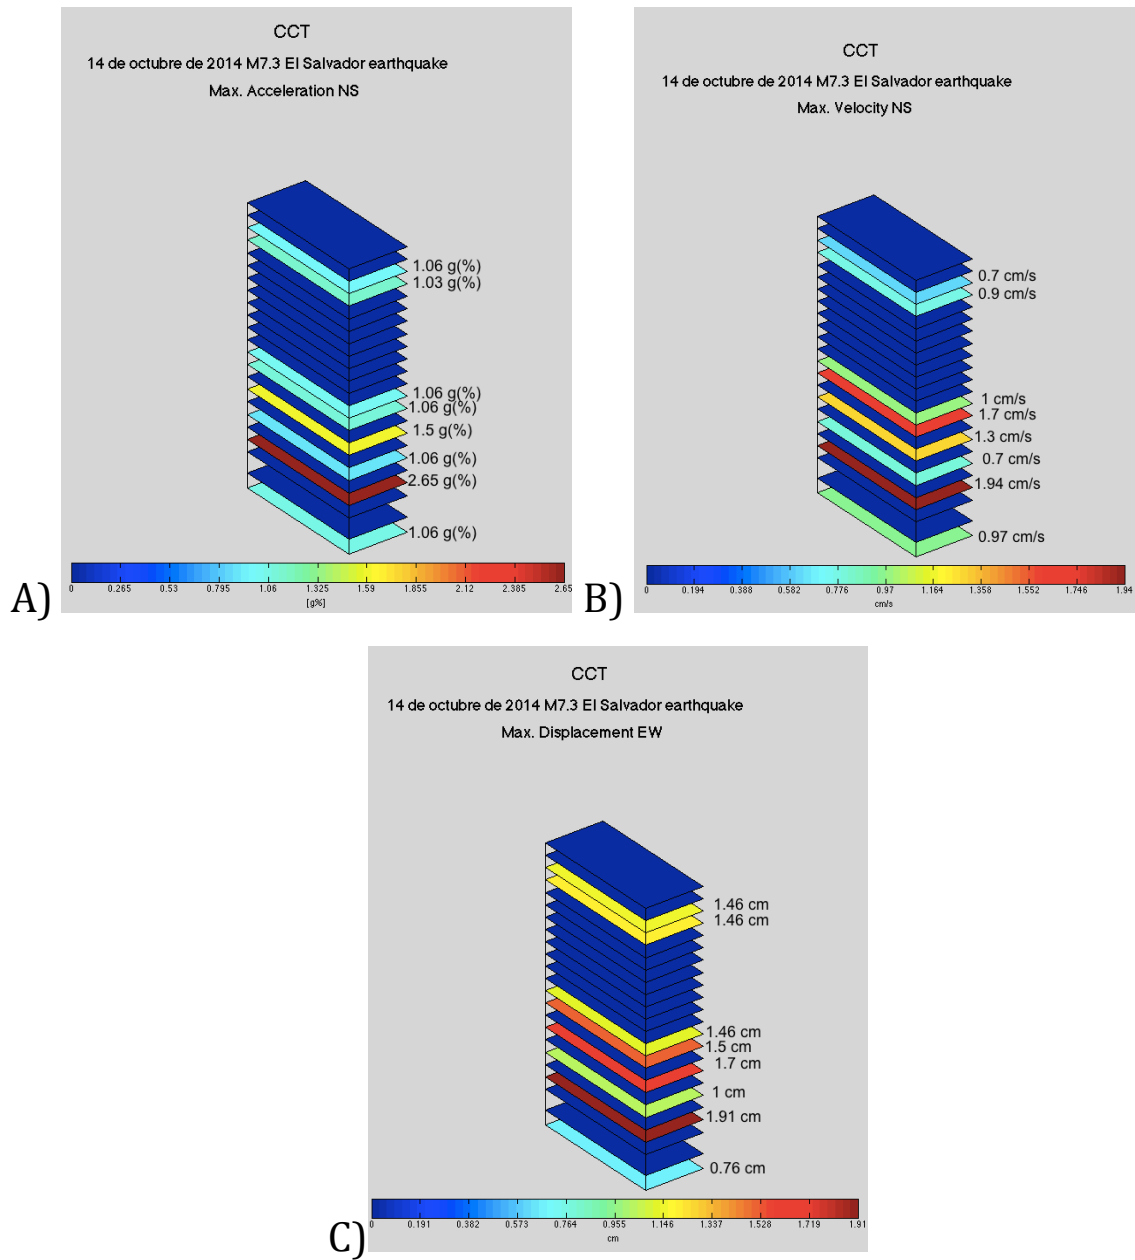 CCT
14 de octubre de 2014 M7.3 El Salvador earthquake
Max. Acceleration NS
1.06 g(%)
1.03 g(%)
1.06 g(%)
1.06 g(%)
1.5 g(%)
1.06 g(%)
2.65 g(%)
1.06 g(%)
0 0.265 0.53 0.795 1.06 1.325 1.59 1.855 2.12 2.385 2.65
[g%]
A)
CCT
14 de octubre de 2014 M7.3 El Salvador earthquake
Max. Velocity NS
0.7 cm/s
0.9 cm/s
1 cm/s
1.7 cm/s
1.3 cm/s
0.7 cm/s
1.94 cm/s
0.97 cm/s
0 0.194 0.388 0.582 0.776 0.97 1.164 1.358 1.552 1.746 1.94
cm/s
B)
CCT
14 de octubre de 2014 M7.3 El Salvador earthquake
Max. Displacement EW
1.46 cm
1.46 cm
1.46 cm
1.5 cm
1.7 cm
1 cm
1.91 cm
0.76 cm
0 0.191 0.382 0.573 0.764 0.955 1.146 1.337 1.528 1.719 1.91
cm
C)